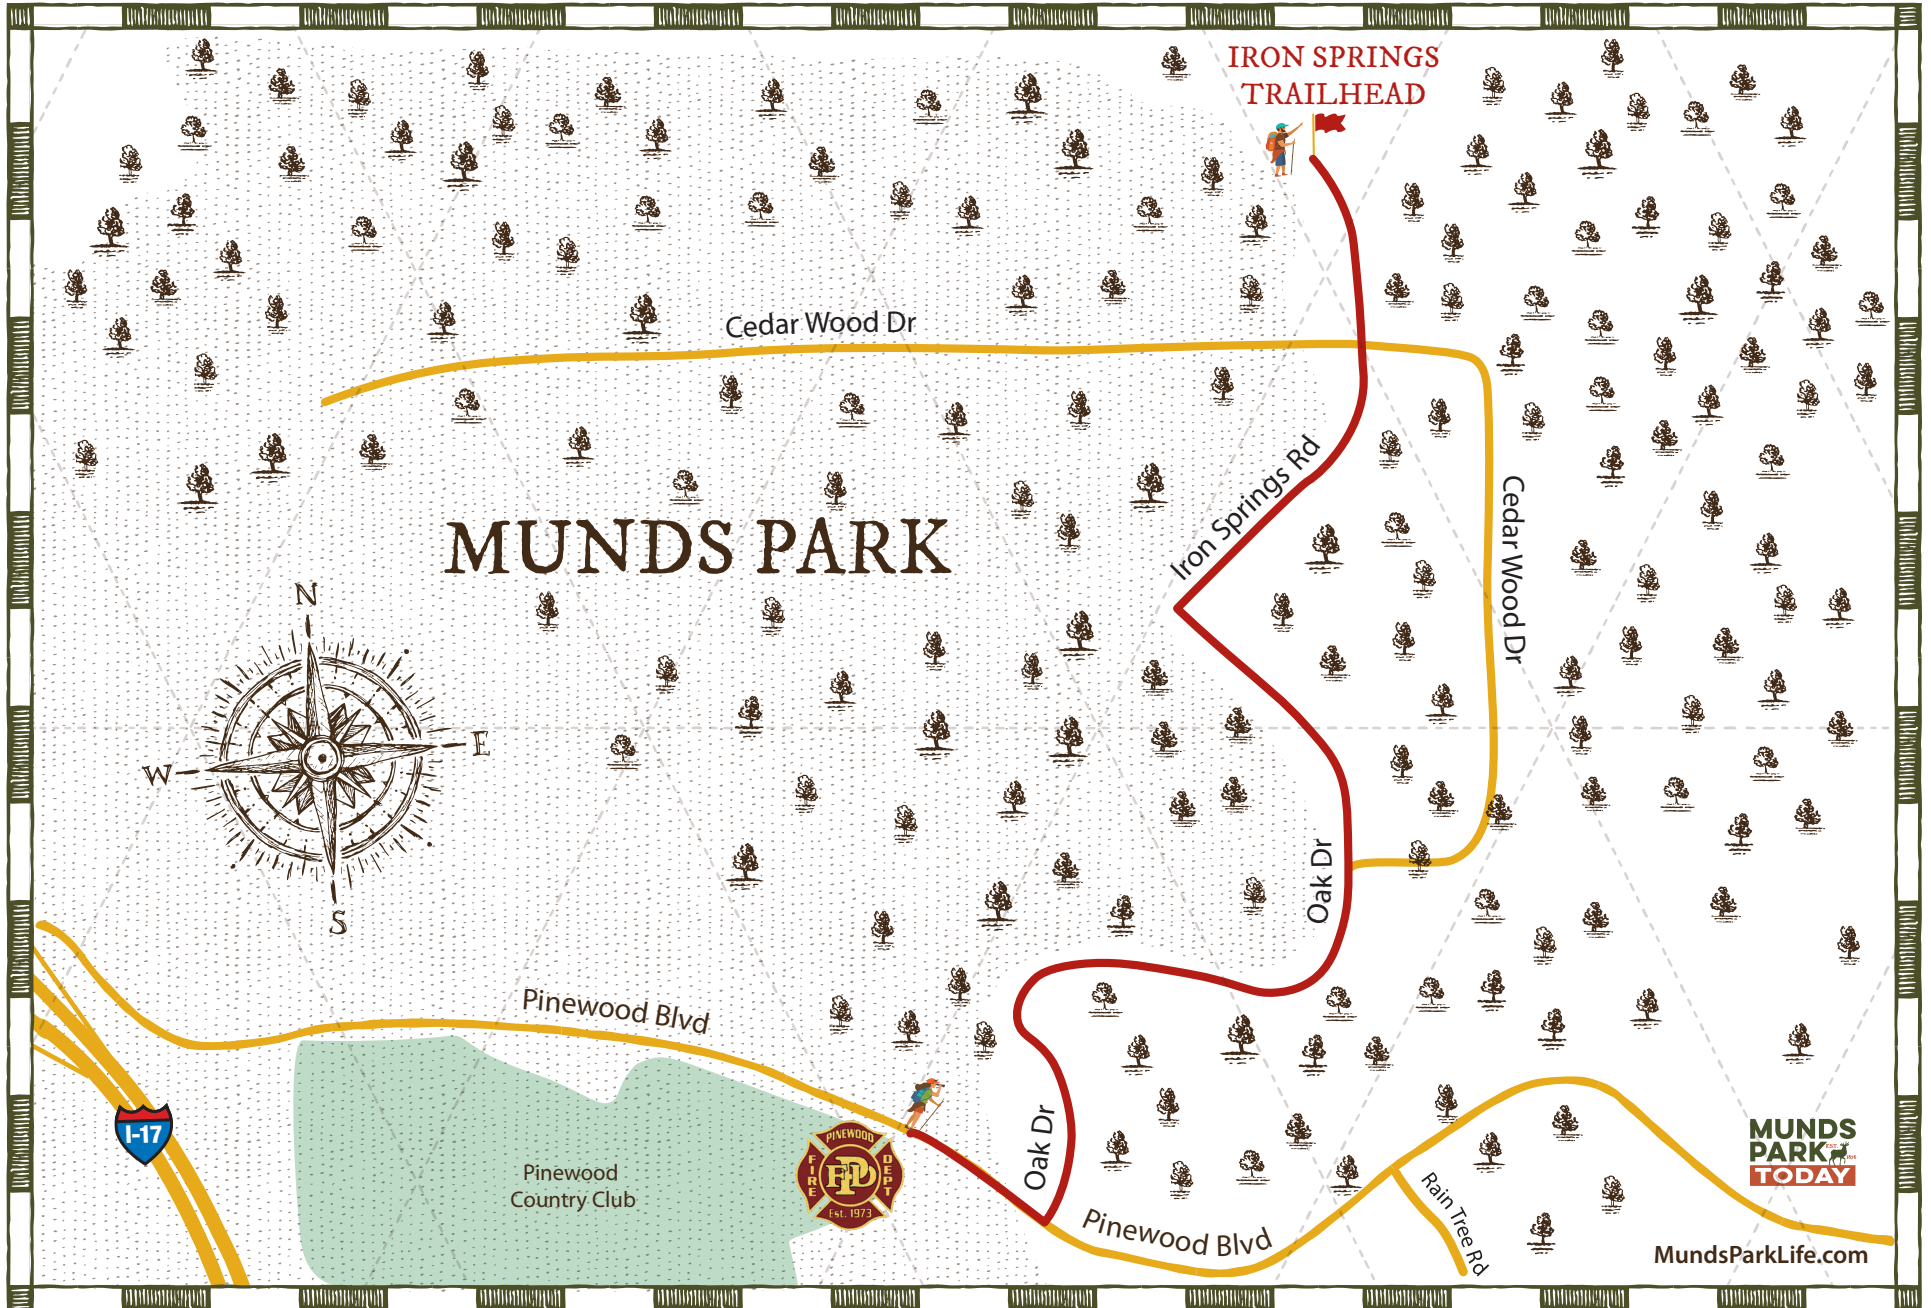 IRON SPRINGS
TRAILHEAD
Cedar Wood Dr
Iron Springs Rd
Cedar Wood Dr
MUNDS PARK
N
W
E
S
Oak Dr
Pinewood Blvd
I-17
Pinewood
Country Club
PINEWOOD
FIRE
DEPT
FPD
Est. 1973
Oak Dr
Pinewood Blvd
Rain Tree Rd
MUNDS
PARK
EST.
TODAY
MundsParkLife.com